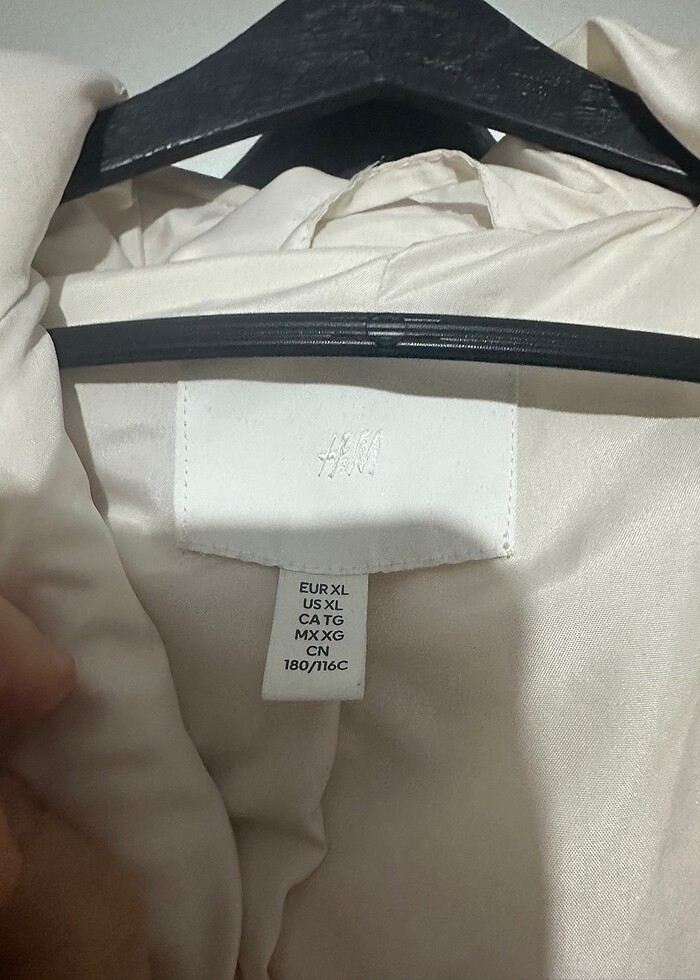 H&M
EUR XL
US XL
CA TG
MX XG
CN
180/116C